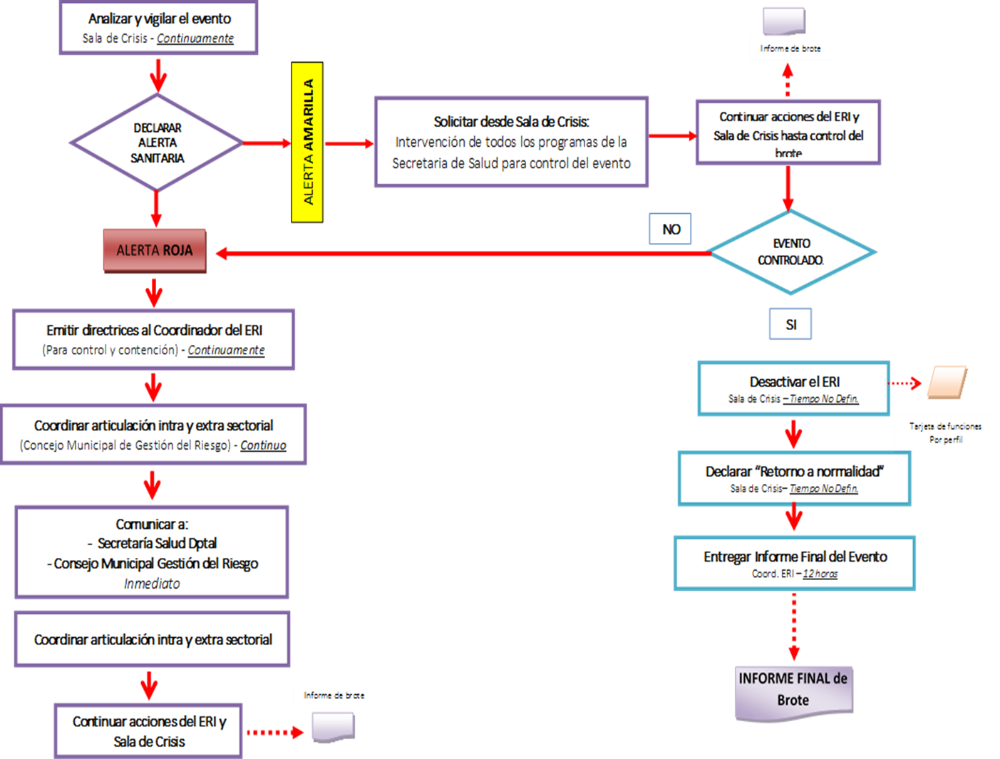 Analizar y vigilar el evento
Sala de Crisis - Continuamente
DECLARAR
ALERTA
SANITARIA
ALERTA AMARILLA
Solicitar desde Sala de Crisis:
Intervención de todos los programas de la
Secretaria de Salud para control del evento
Informe de brote
Continuar acciones del ERI y
Sala de Crisis hasta control del
brote
EVENTO
CONTROLADO.
NO
SI
ALERTA ROJA
Emitir directrices al Coordinador del ERI
(Para control y contención) - Continuamente
Coordinar articulación intra y extra sectorial
(Concejo Municipal de Gestión del Riesgo) - Continuo
Comunicar a:
- Secretaría Salud Dptal
- Consejo Municipal Gestión del Riesgo
Inmediato
Coordinar articulación intra y extra sectorial
Continuar acciones del ERI y
Sala de Crisis
Informe de brote
Desactivar el ERI
Sala de Crisis – Tiempo No Defin.
Tarjeta de funciones
Por perfil
Declarar “Retorno a normalidad”
Sala de Crisis– Tiempo No Defin.
Entregar Informe Final del Evento
Coord. ERI – 12 horas
INFORME FINAL de
Brote